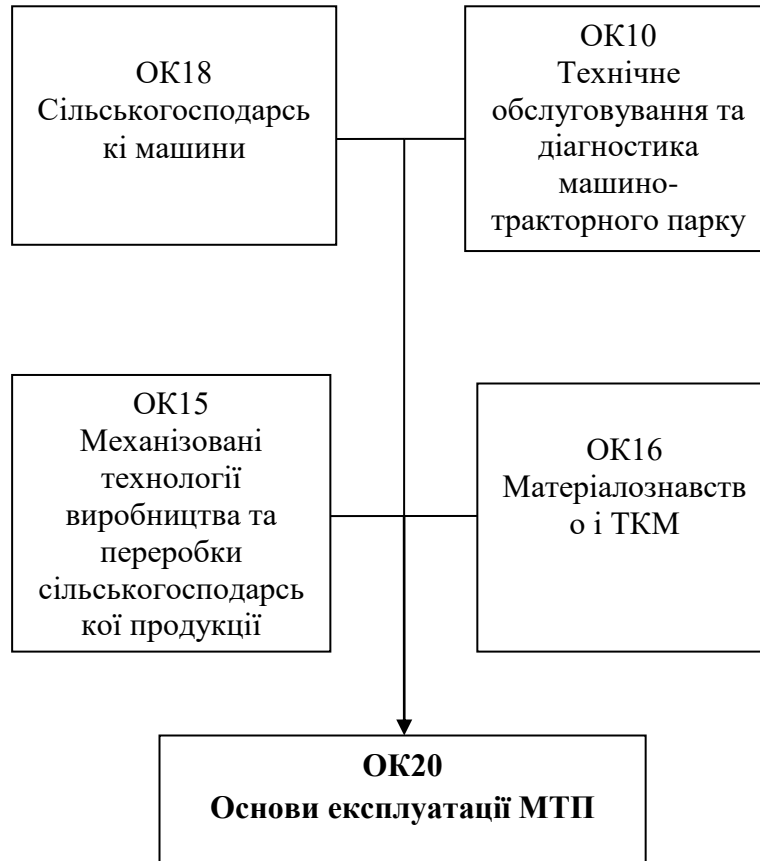 ОК18
Сільськогосподарсь
кі машини
ОК10
Технічне
обслуговування та
діагностика
машино-
тракторного парку
ОК15
Механізовані
технології
виробництва та
переробки
сільськогосподарсь
кої продукції
ОК16
Матеріалознавств
о і ТКМ
ОК20
Основи експлуатації МТП